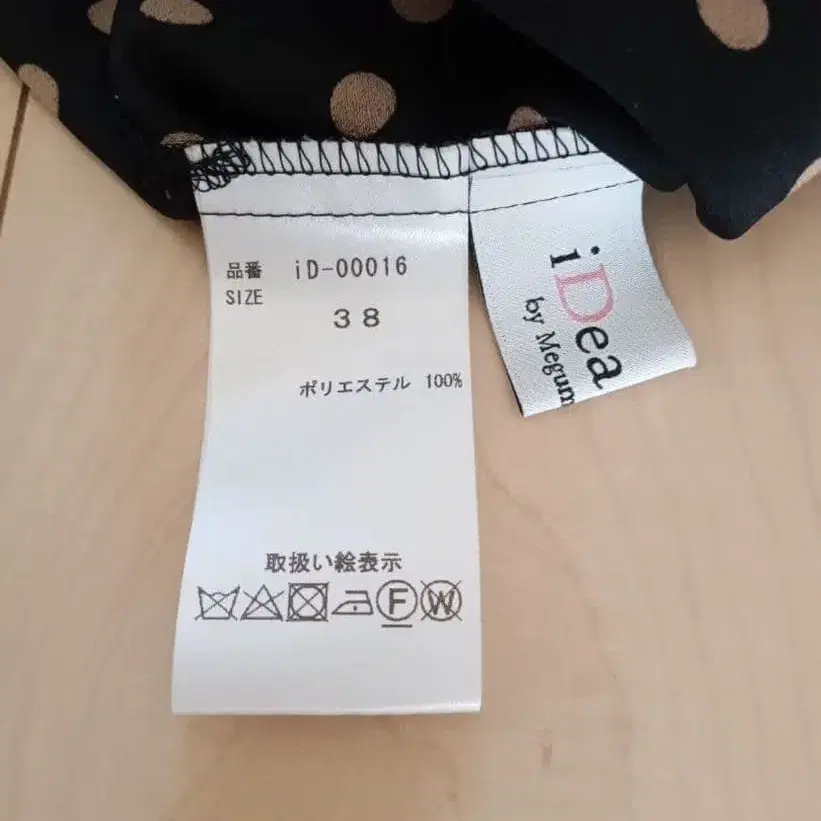 品番 iD-00016
SIZE
38
ポリエステル 100%
取扱い絵表示
F W
iDea
by Megum